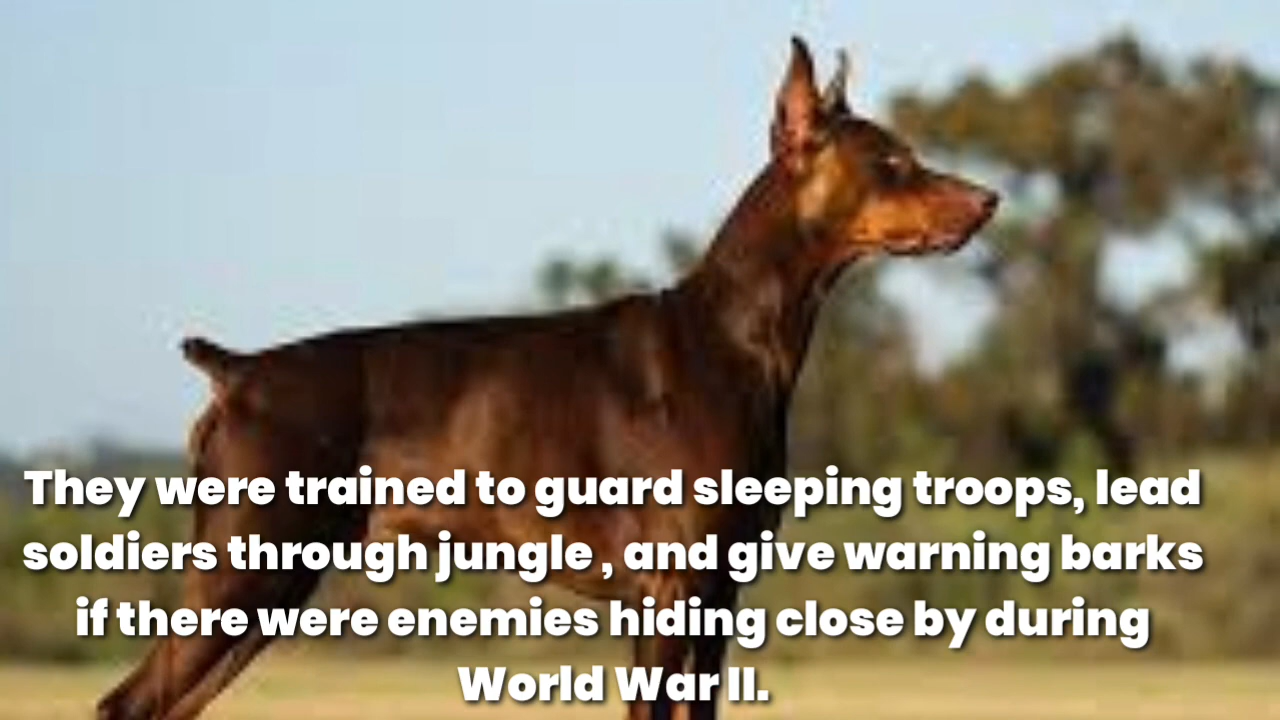 They were trained to guard sleeping troops, lead
soldiers through jungle , and give warning barks
if there were enemies hiding close by during
World War II.